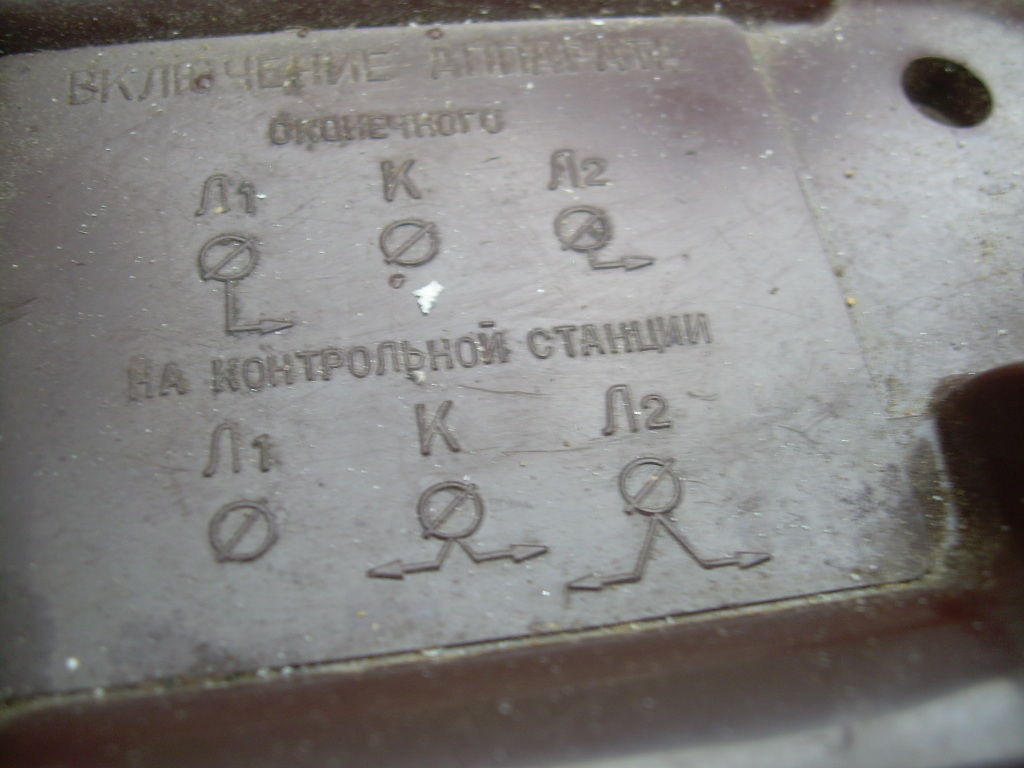 ВКЛЮЧЕНИЕ АППАРАТА
ОКОНЕЧНОГО
Л1 К Л2
НА КОНТРОЛЬНОЙ СТАНЦИИ
Л1 К Л2